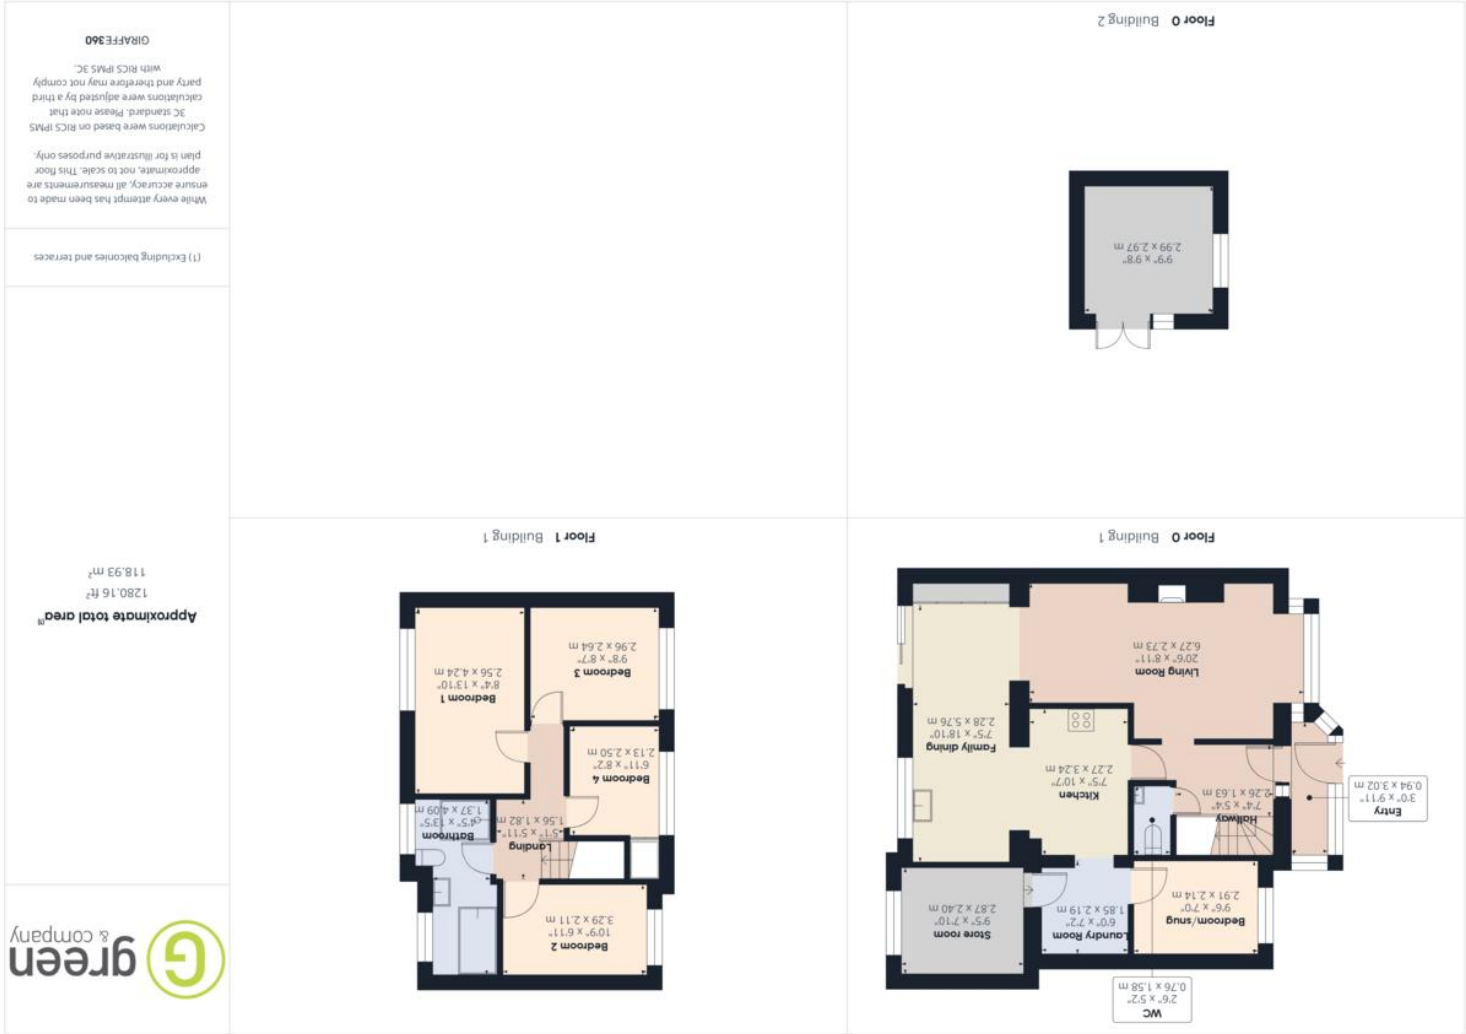 WC
2'6" x 5'2"
0.76 x 1.58 m
Bedroom/snug
9'6" x 7'0"
2.91 x 2.14 m
Laundry Room
6'0" x 7'2"
1.85 x 2.19 m
Store room
9'5" x 7'10"
2.87 x 2.40 m
Entry
3'0" x 9'11"
0.94 x 3.02 m
Hallway
7'4" x 5'4"
2.26 x 1.63 m
Kitchen
7'5" x 10'7"
2.27 x 3.24 m
Family dining
7'5" x 18'10"
2.28 x 5.76 m
Living Room
20'6" x 8'11"
6.27 x 2.73 m
Floor 0 Building 1
Bedroom 2
10'9" x 6'11"
3.29 x 2.11 m
Landing
5'1" x 5'11"
1.56 x 1.82 m
Bathroom
4'5" x 13'5"
1.37 x 4.09 m
Bedroom 4
6'11" x 8'2"
2.13 x 2.50 m
Bedroom 3
9'8" x 8'7"
2.96 x 2.64 m
Bedroom 1
8'4" x 13'10"
2.56 x 4.24 m
Floor 1 Building 1
9'9" x 9'8"
2.99 x 2.97 m
Floor 0 Building 2
G green
& company
Approximate total area(1)
1280.16 ft²
118.93 m²
(1) Excluding balconies and terraces
While every attempt has been made to
ensure accuracy, all measurements are
approximate, not to scale. This floor
plan is for illustrative purposes only.
Calculations were based on RICS IPMS
3C standard. Please note that
calculations were adjusted by a third
party and therefore may not comply
with RICS IPMS 3C.
GIRAFFE360